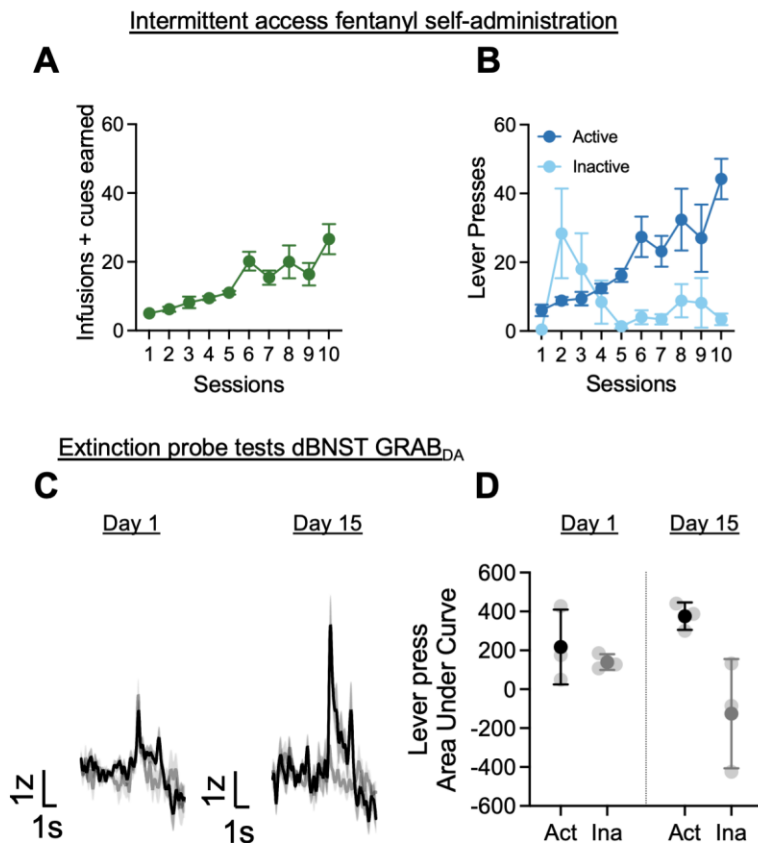 Intermittent access fentanyl self-administration
A
B
Infusions + cues earned
60
40
20
0
1 2 3 4 5 6 7 8 9 10
Sessions
Lever Presses
60
40
20
0
Active
Inactive
1 2 3 4 5 6 7 8 9 10
Sessions
Extinction probe tests dBNST GRABDA
C
D
Day 1
Day 15
1z
1s
1z
1s
Day 1
Day 15
Lever press
Area Under Curve
600
400
200
0
-200
-400
-600
Act Ina Act Ina